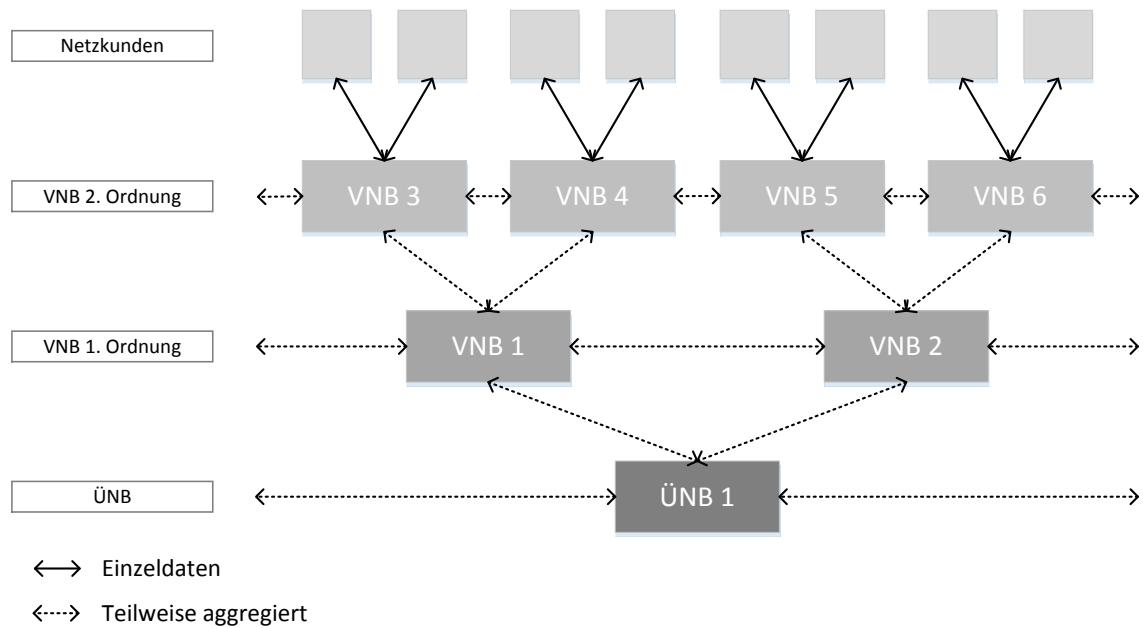 Netzkunden
VNB 2. Ordnung
VNB 3
VNB 4
VNB 5
VNB 6
VNB 1. Ordnung
VNB 1
VNB 2
ÜNB
ÜNB 1
Einzeldaten
Teilweise aggregiert